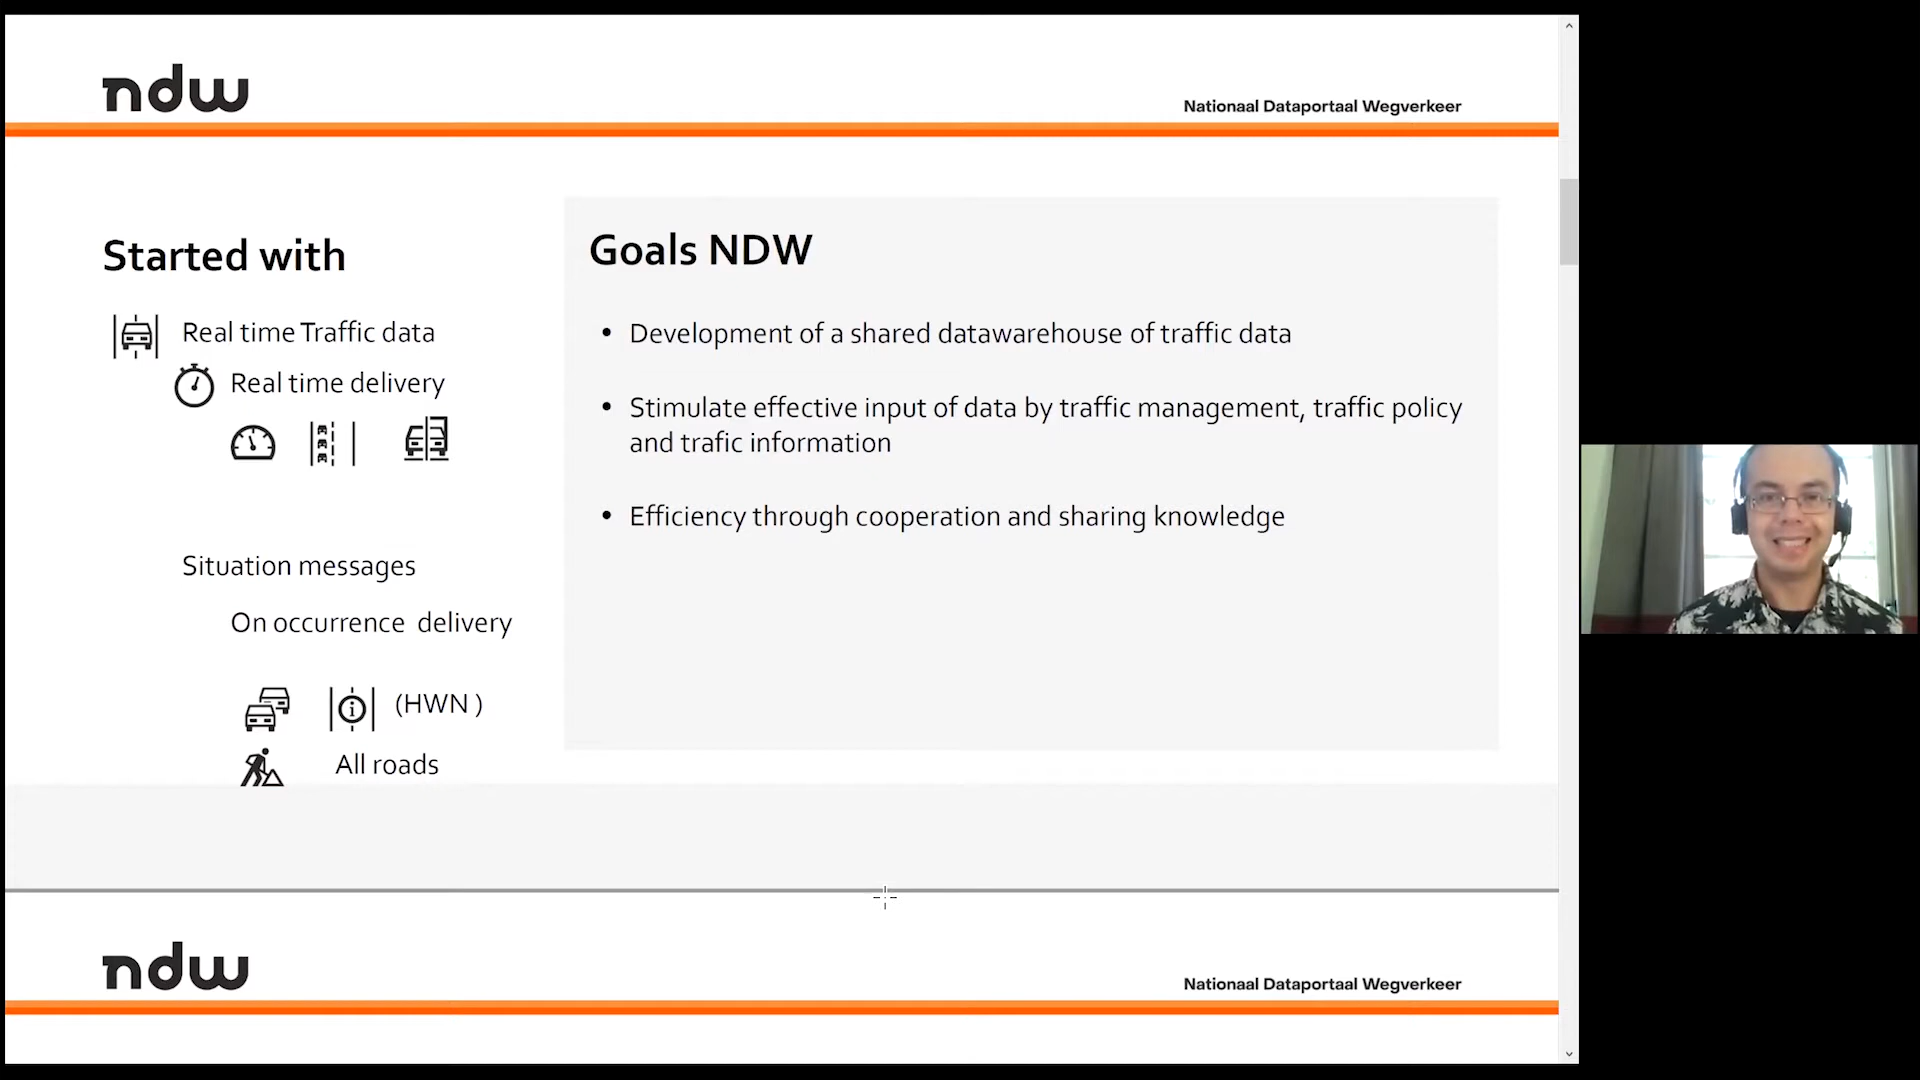 ndw
Nationaal Dataportaal Wegverkeer
Started with
Real time Traffic data
Real time delivery
Situation messages
On occurrence delivery
(HWN )
All roads
Goals NDW
• Development of a shared datawarehouse of traffic data
• Stimulate effective input of data by traffic management, traffic policy
and trafic information
• Efficiency through cooperation and sharing knowledge
ndw
Nationaal Dataportaal Wegverkeer